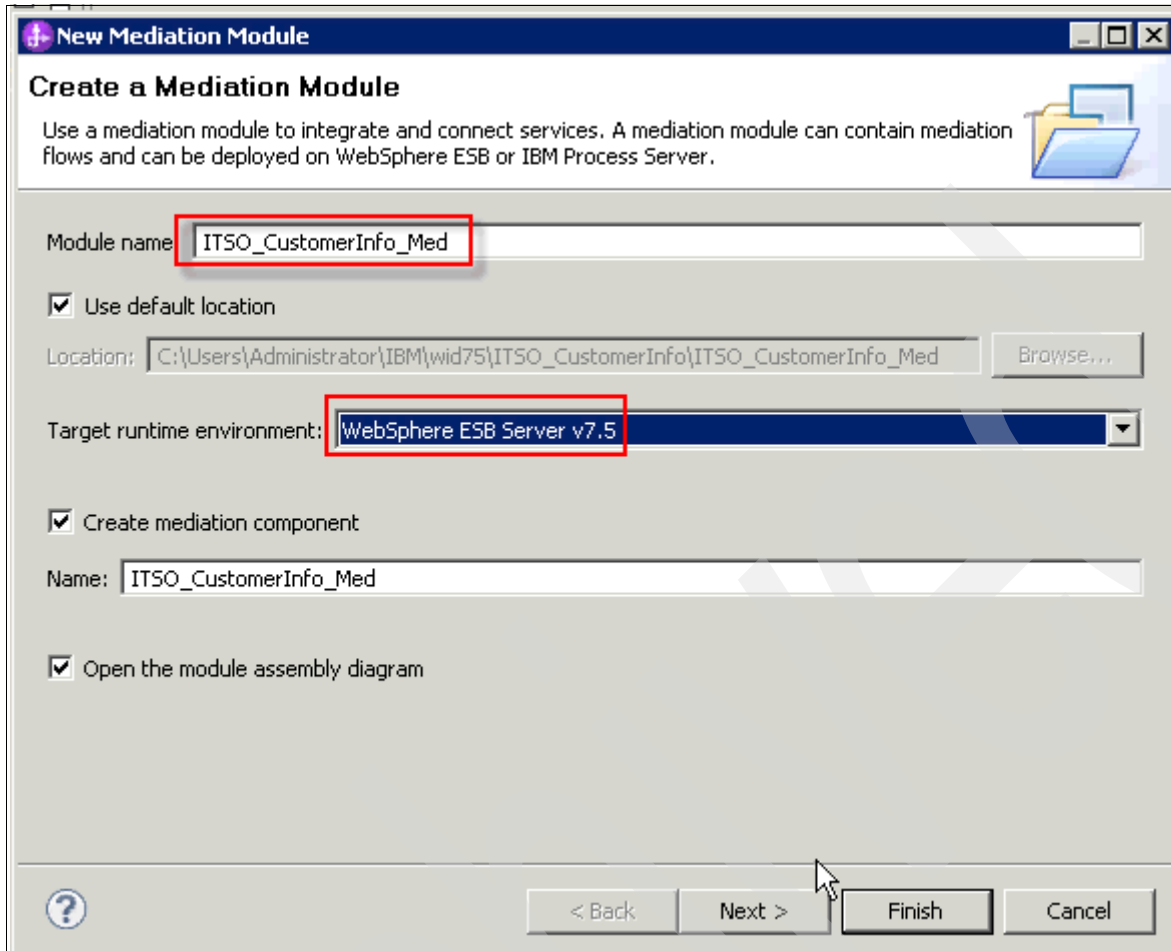 New Mediation Module
Create a Mediation Module
Use a mediation module to integrate and connect services. A mediation module can contain mediation
flows and can be deployed on WebSphere ESB or IBM Process Server.
Module name: ITSO_CustomerInfo_Med
Use default location
Location: C:\Users\Administrator\IBM\wid75\ITSO_CustomerInfo\ITSO_CustomerInfo_Med Browse...
Target runtime environment: WebSphere ESB Server v7.5
Create mediation component
Name: ITSO_CustomerInfo_Med
Open the module assembly diagram
? < Back Next > Finish Cancel